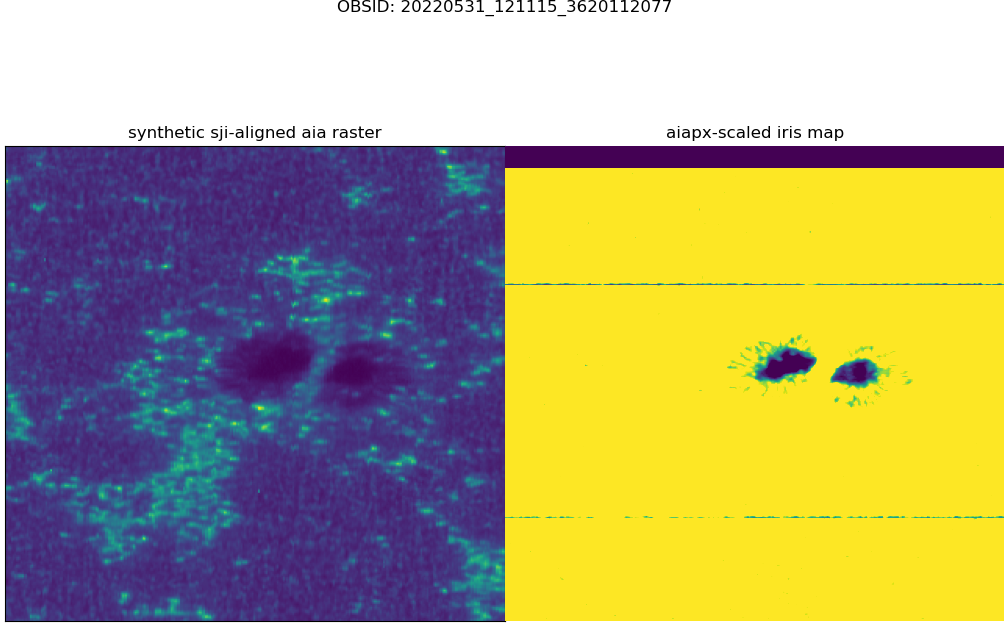 OBSID: 20220531_121115_3620112077
synthetic sji-aligned aia raster
aiapx-scaled iris map